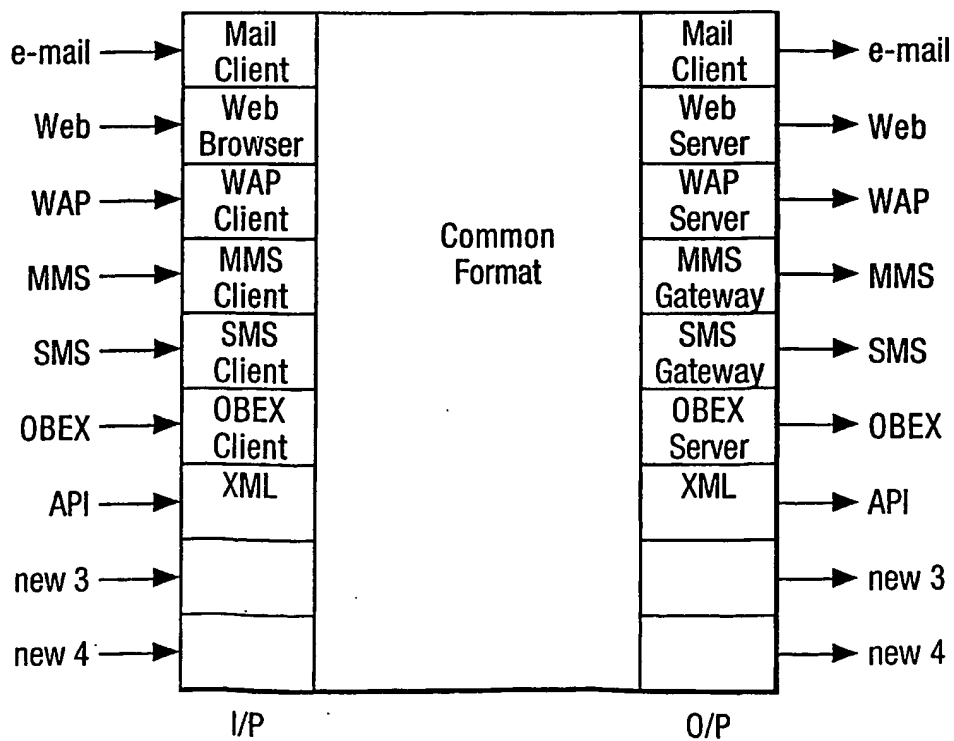 e-mail
Mail
Client
Mail
Client
e-mail
Web
Web
Browser
Web
Server
Web
WAP
WAP
Client
WAP
Server
WAP
Common
Format
MMS
MMS
Client
MMS
Gateway
MMS
SMS
SMS
Client
SMS
Gateway
SMS
OBEX
OBEX
Client
OBEX
Server
OBEX
API
XML
XML
API
new 3
new 3
new 4
new 4
I/P
O/P